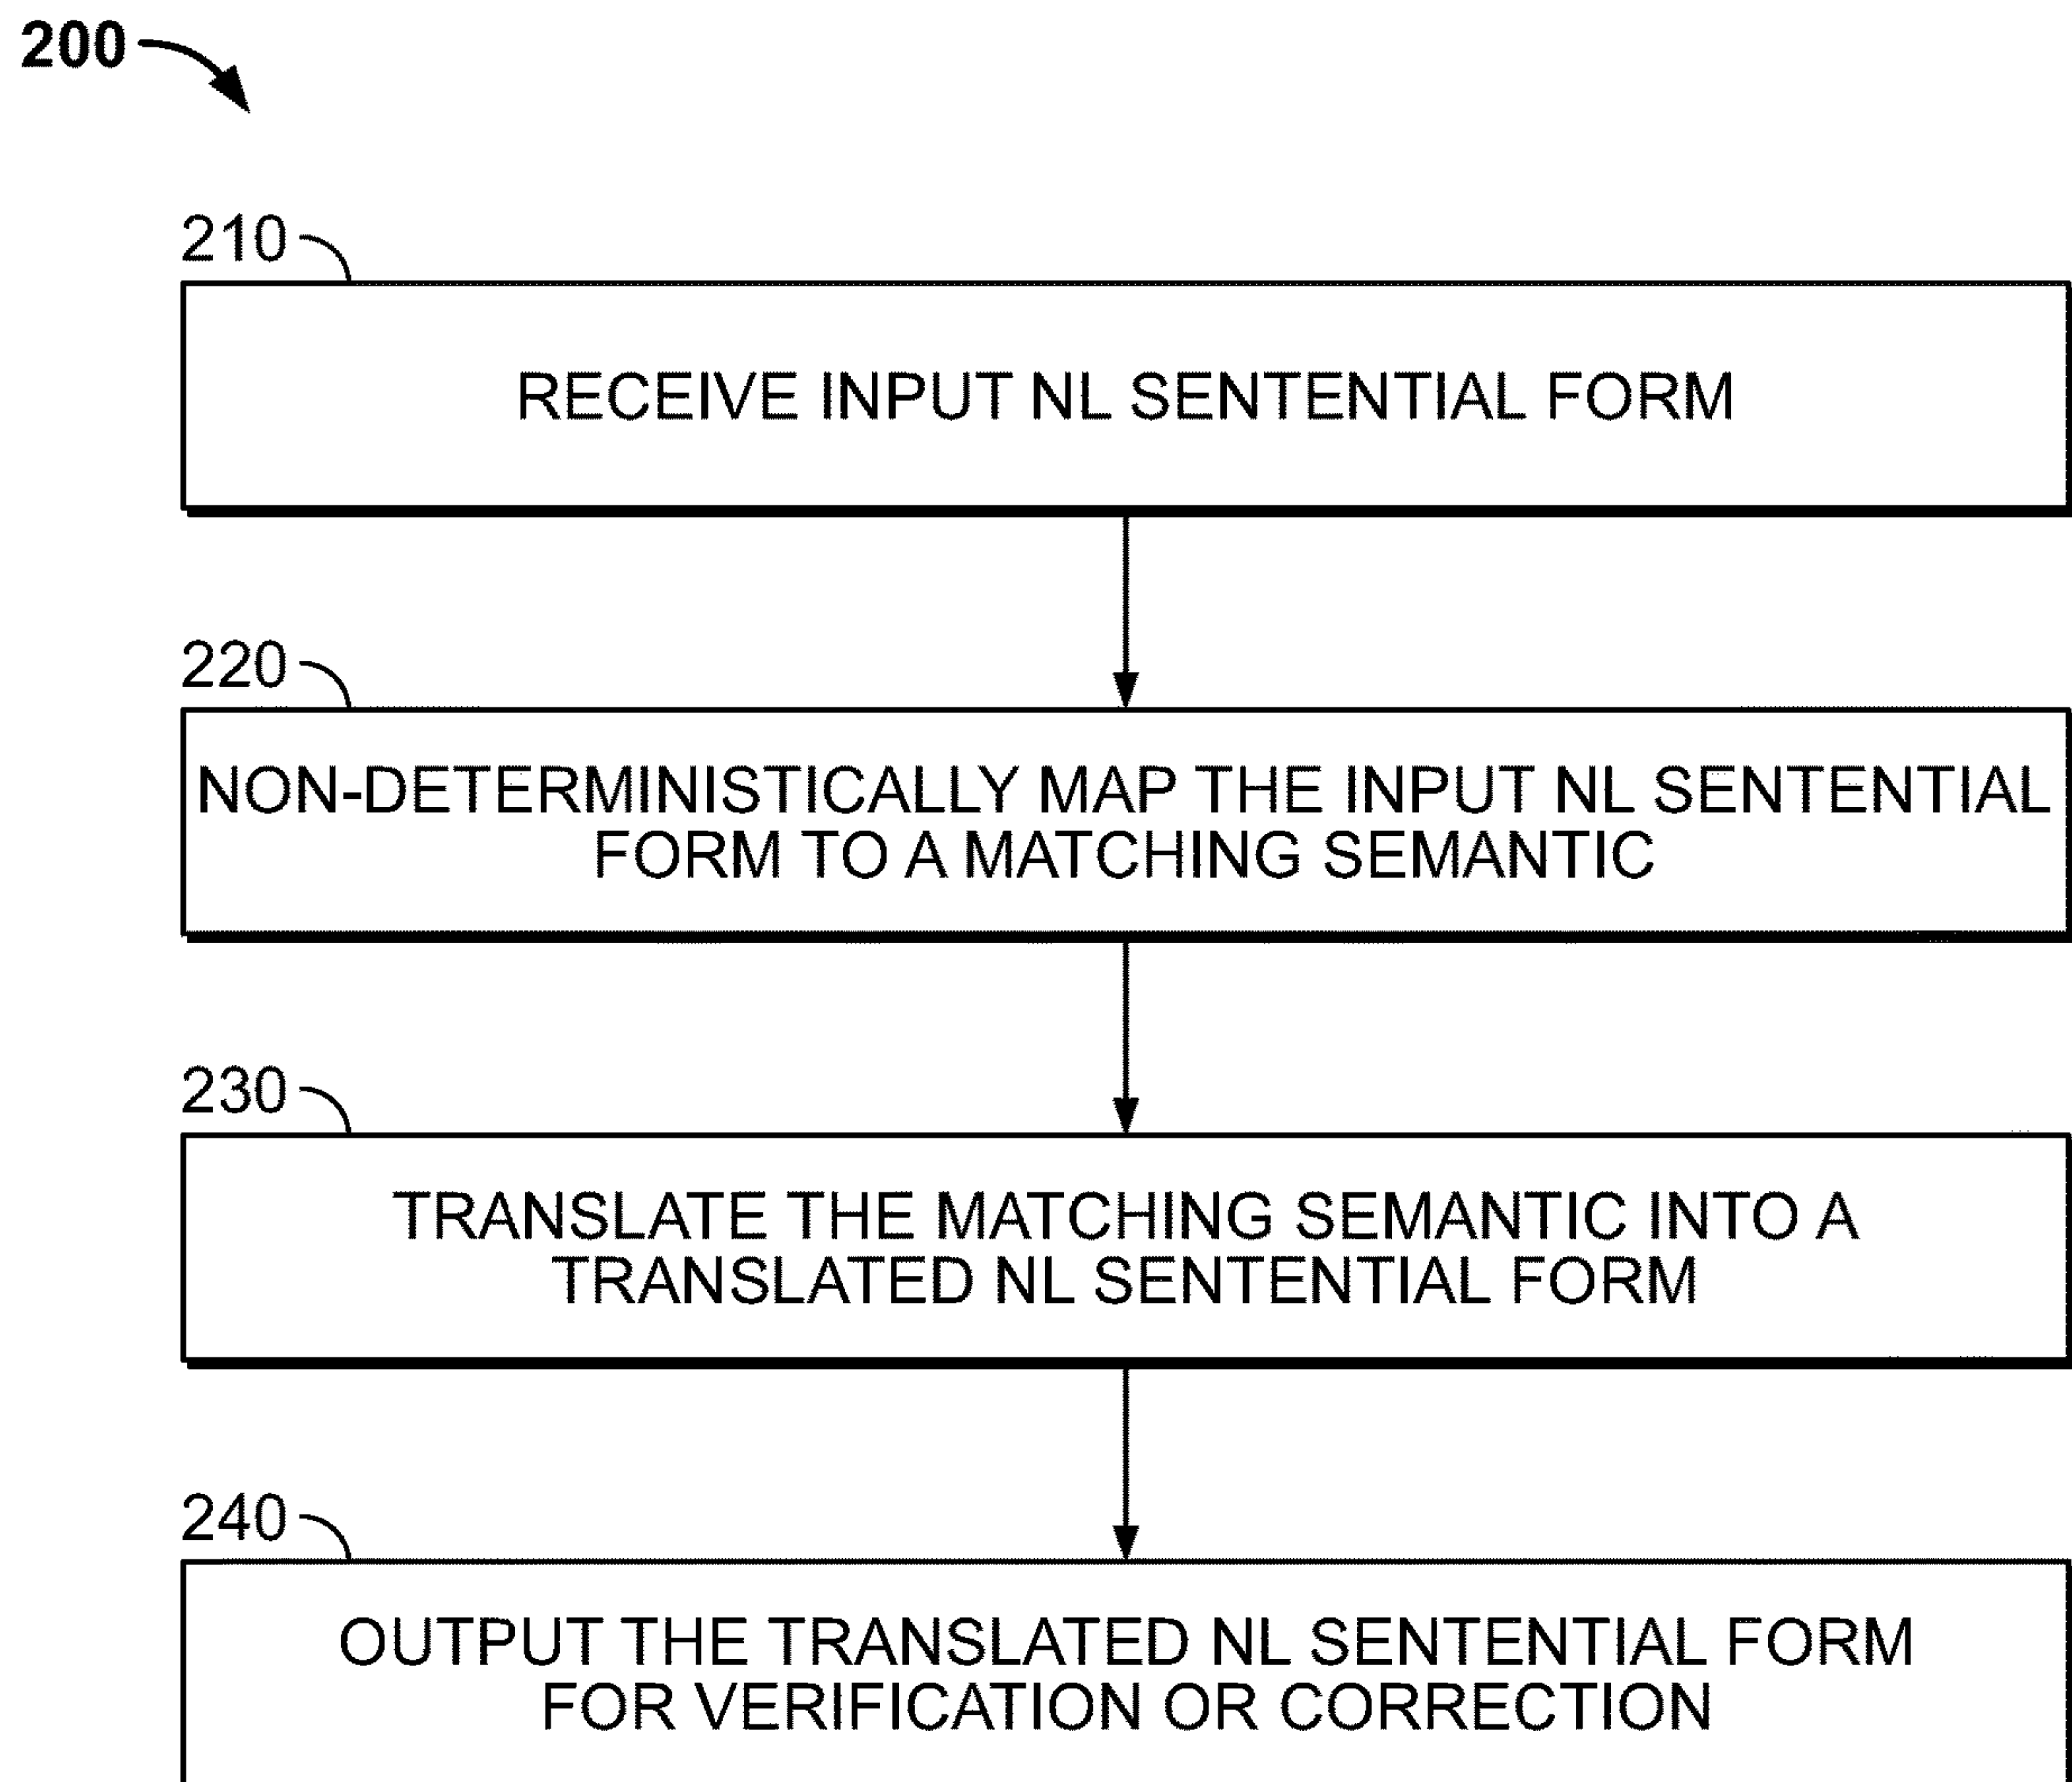 200
210
RECEIVE INPUT NL SENTENTIAL FORM
220
NON-DETERMINISTICALLY MAP THE INPUT NL SENTENTIAL
FORM TO A MATCHING SEMANTIC
230
TRANSLATE THE MATCHING SEMANTIC INTO A
TRANSLATED NL SENTENTIAL FORM
240
OUTPUT THE TRANSLATED NL SENTENTIAL FORM
FOR VERIFICATION OR CORRECTION